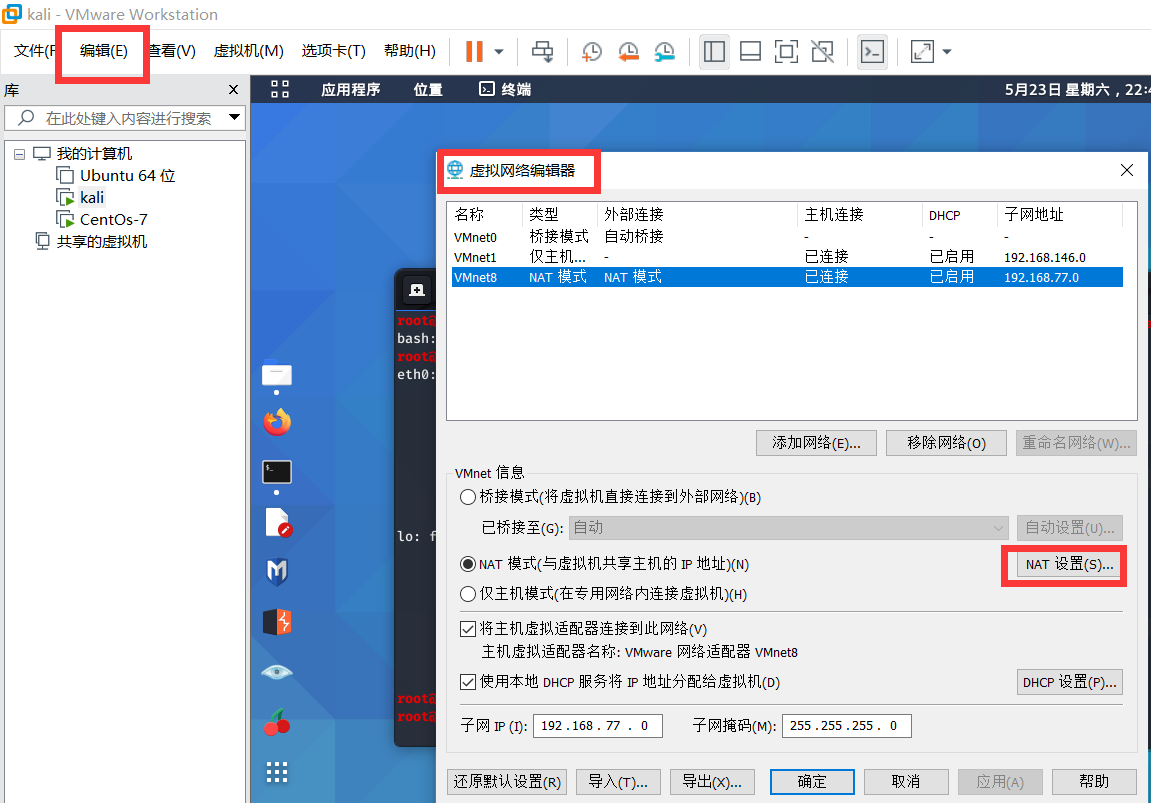 kali - VMware Workstation
文件(F 编辑(E) 查看(V) 虚拟机(M) 选项卡(T) 帮助(H)
库
应用程序 位置 终端 5月23日 星期六，22:4
在此处键入内容进行搜索
我的计算机
Ubuntu 64 位
kali
CentOs-7
共享的虚拟机
虚拟网络编辑器
名称 类型 外部连接 主机连接 DHCP 子网地址
VMnet0 桥接模式 自动桥接 - - -
VMnet1 仅主机... - 已连接 已启用 192.168.146.0
VMnet8 NAT 模式 NAT 模式 已连接 已启用 192.168.77.0
root@
bash:
root@
eth0:
lo: f
root@
root@
添加网络(E)... 移除网络(O) 重命名网络(W)...
VMnet 信息
桥接模式(将虚拟机直接连接到外部网络)(B)
已桥接至(G): 自动 自动设置(U)...
NAT 模式(与虚拟机共享主机的 IP 地址)(N) NAT 设置(S)...
仅主机模式(在专用网络内连接虚拟机)(H)
将主机虚拟适配器连接到此网络(V)
主机虚拟适配器名称: VMware 网络适配器 VMnet8
使用本地 DHCP 服务将 IP 地址分配给虚拟机(D) DHCP 设置(P)...
子网 IP (I): 192.168.77.0 子网掩码(M): 255.255.255.0
还原默认设置(R) 导入(T)... 导出(X)... 确定 取消 应用(A) 帮助